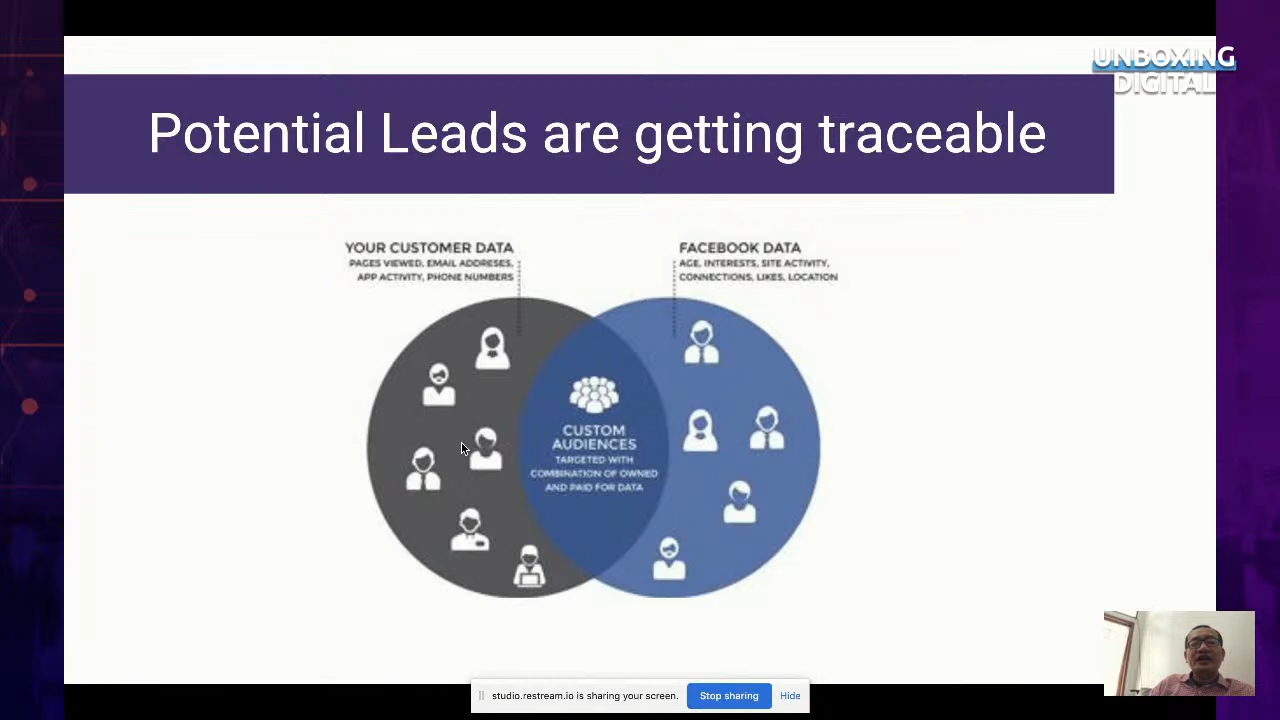 UNBOXING
DIGITAL
Potential Leads are getting traceable
YOUR CUSTOMER DATA
PAGES VIEWED, EMAIL ADDRESES,
APP ACTIVITY, PHONE NUMBERS
FACEBOOK DATA
AGE, INTERESTS, SITE ACTIVITY,
CONNECTIONS, LIKES, LOCATION
CUSTOM
AUDIENCES
TARGETED WITH
COMBINATION OF OWNED
AND PAID FOR DATA
studio.restream.io is sharing your screen.
Stop sharing
Hide